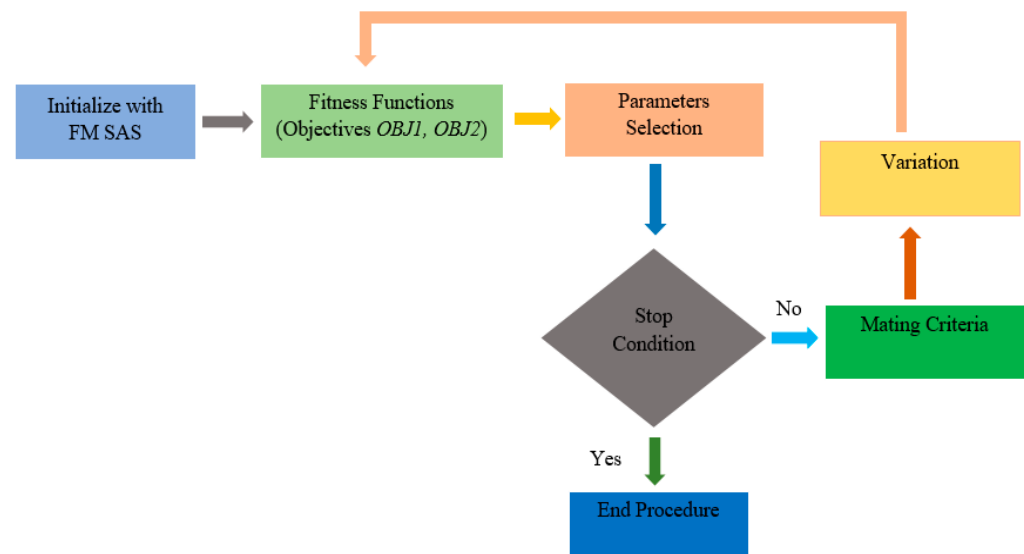 Initialize with
FM SAS
Fitness Functions
(Objectives OBJ1, OBJ2)
Parameters
Selection
Variation
Stop
Condition
No
Mating Criteria
Yes
End Procedure